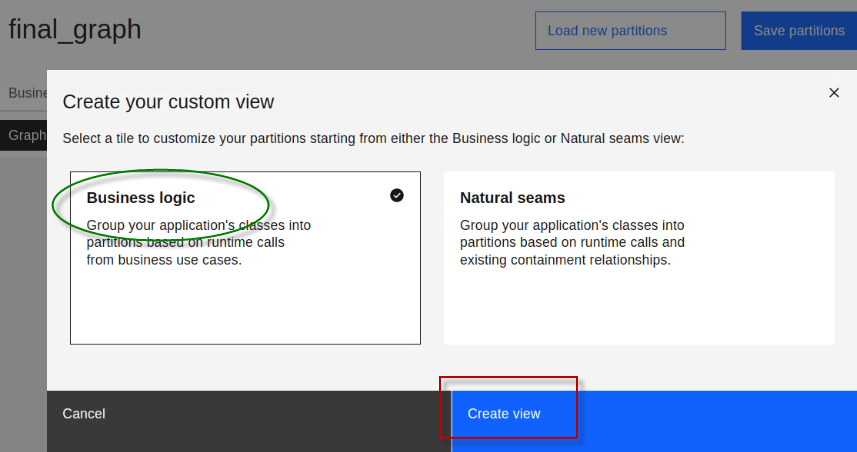 final_graph
Load new partitions
Save partitions
Busine
Graph
Create your custom view
Select a tile to customize your partitions starting from either the Business logic or Natural seams view:
Business logic
Group your application's classes into
partitions based on runtime calls
from business use cases.
Natural seams
Group your application's classes into
partitions based on runtime calls and
existing containment relationships.
Cancel
Create view